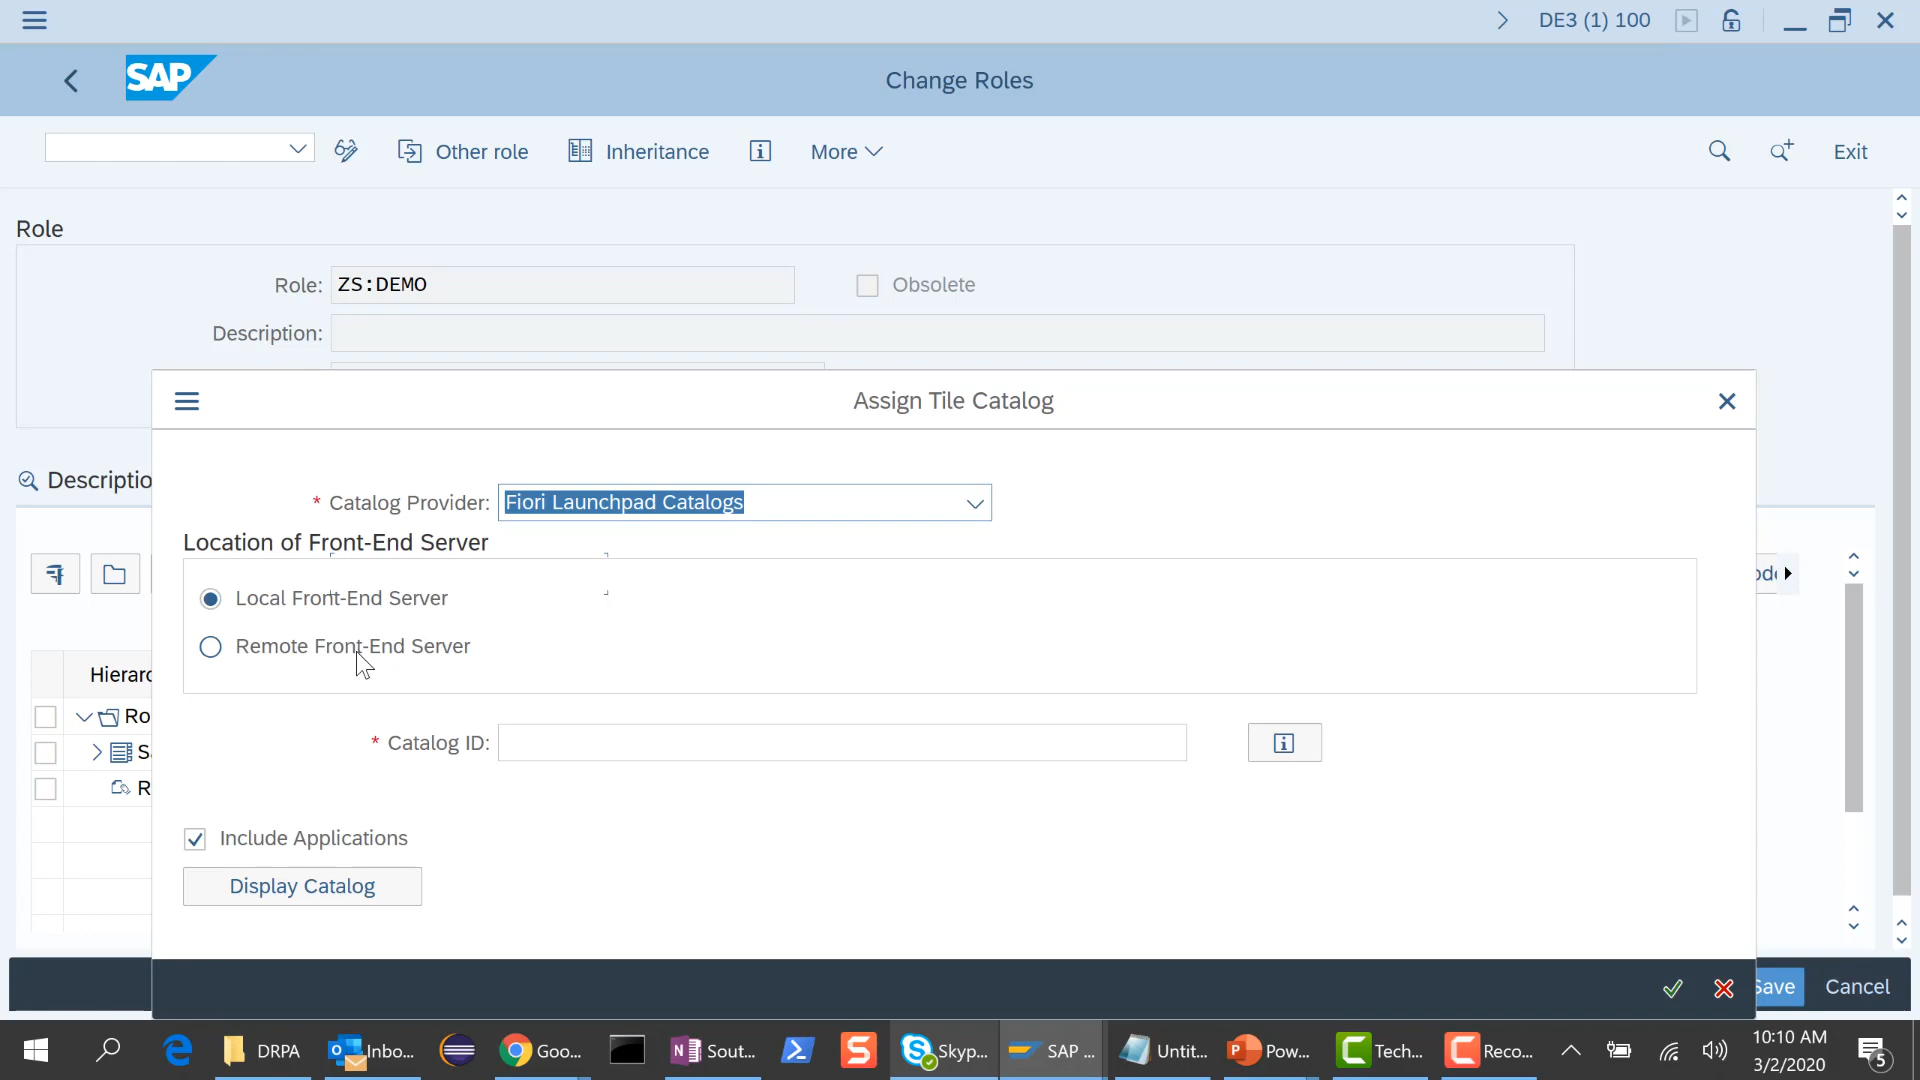 DE3 (1) 100
SAP
Change Roles
Other role
Inheritance
More
Exit
Role
Role: ZS:DEMO
Obsolete
Description:
Assign Tile Catalog
Descriptio
* Catalog Provider: Fiori Launchpad Catalogs
Location of Front-End Server
Local Front-End Server
Remote Front-End Server
Hierarc
Ro
S
R
* Catalog ID:
Include Applications
Display Catalog
Save
Cancel
DRPA
Inbo...
Goo...
Sout...
Skyp...
SAP ...
Untit...
Pow...
Tech...
Reco...
10:10 AM
3/2/2020
5